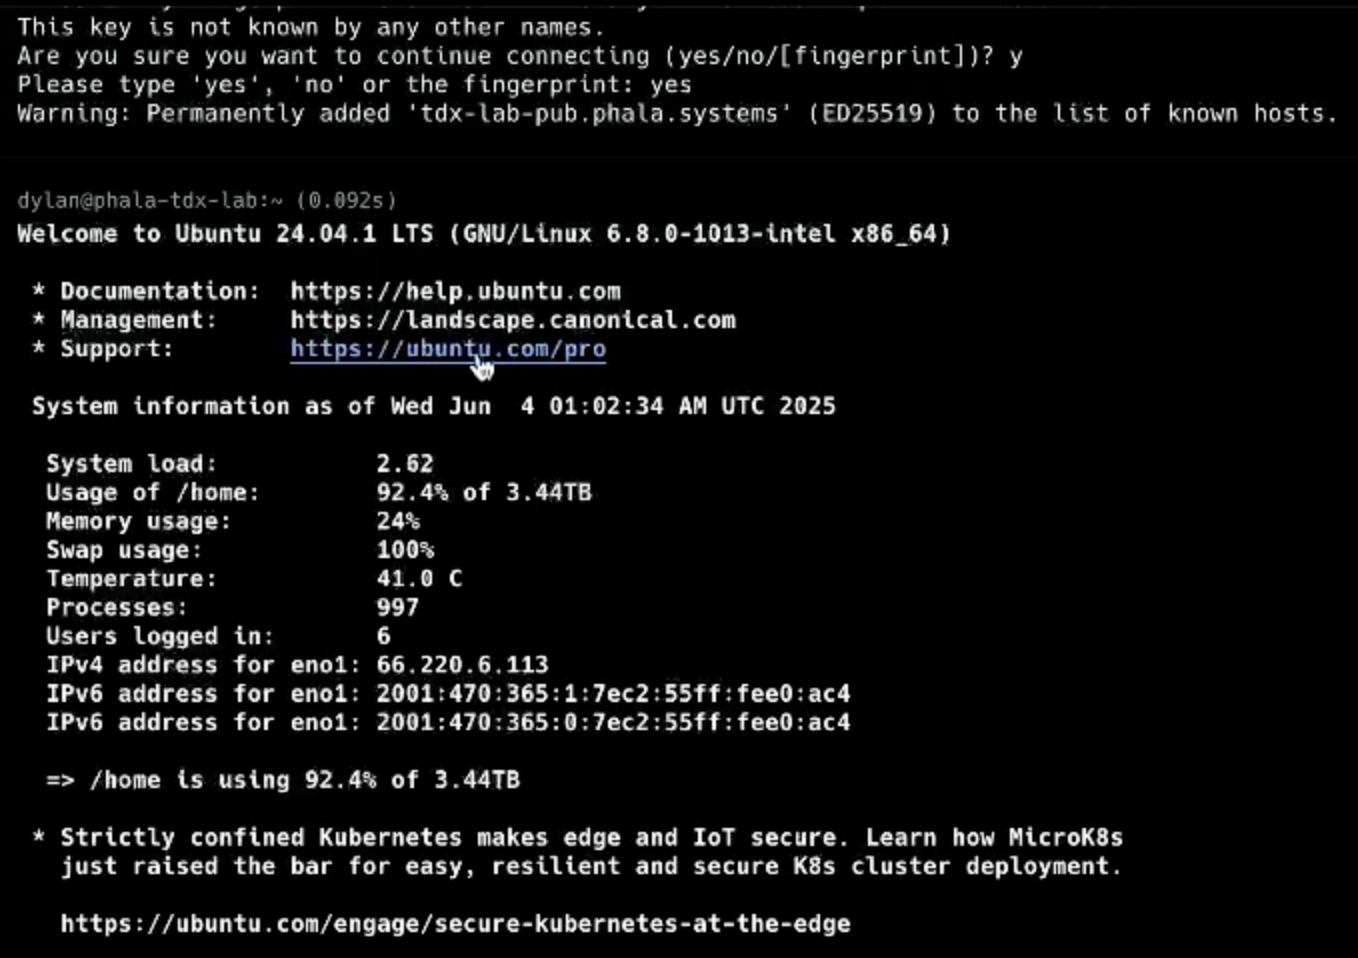 This key is not known by any other names.
Are you sure you want to continue connecting (yes/no/[fingerprint])? y
Please type 'yes', 'no' or the fingerprint: yes
Warning: Permanently added 'tdx-lab-pub.phala.systems' (ED25519) to the list of known hosts.
dylan@phala-tdx-lab:~ (0.092s)
Welcome to Ubuntu 24.04.1 LTS (GNU/Linux 6.8.0-1013-intel x86_64)
* Documentation: https://help.ubuntu.com
* Management: https://landscape.canonical.com
* Support: https://ubuntu.com/pro
System information as of Wed Jun 4 01:02:34 AM UTC 2025
System load: 2.62
Usage of /home: 92.4% of 3.44TB
Memory usage: 24%
Swap usage: 100%
Temperature: 41.0 C
Processes: 997
Users logged in: 6
IPv4 address for eno1: 66.220.6.113
IPv6 address for eno1: 2001:470:365:1:7ec2:55ff:fee0:ac4
IPv6 address for eno1: 2001:470:365:0:7ec2:55ff:fee0:ac4
=> /home is using 92.4% of 3.44TB
* Strictly confined Kubernetes makes edge and IoT secure. Learn how MicroK8s
just raised the bar for easy, resilient and secure K8s cluster deployment.
https://ubuntu.com/engage/secure-kubernetes-at-the-edge